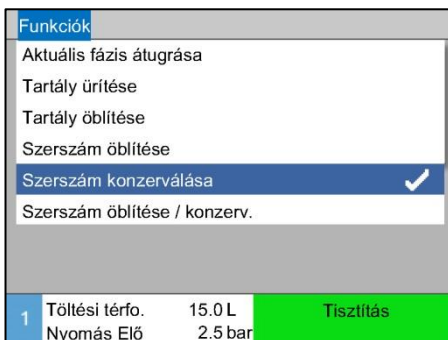 Funkciók
Aktuális fázis átugrása
Tartály ürítése
Tartály öblítése
Szerszám öblítése
Szerszám konzerválása
Szerszám öblítése / konzerv.
1 Töltési térfo. 15.0 L Tisztítás
Nyomás Elő 2.5 bar